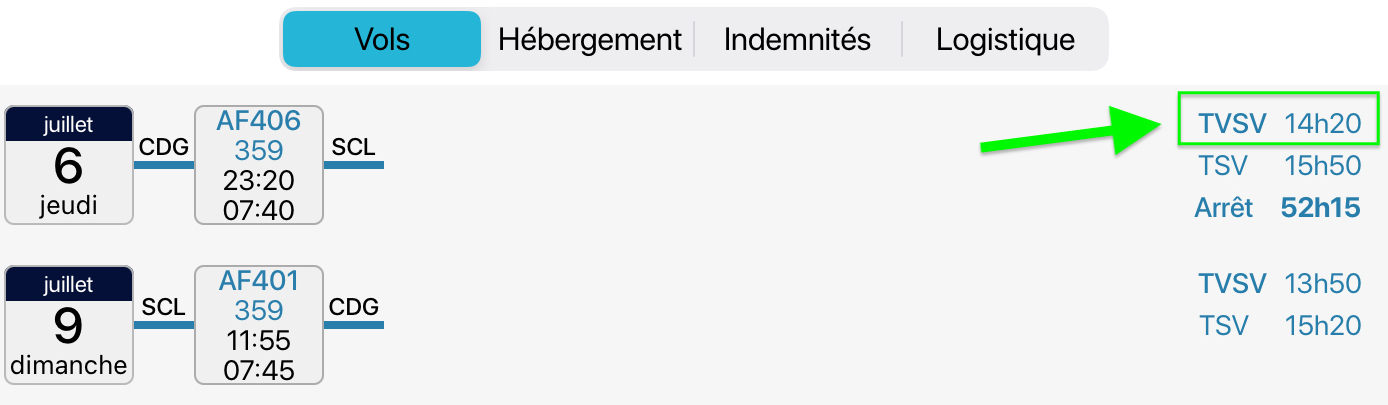 Vols Hébergement Indemnités Logistique
juillet
6
jeudi
CDG
AF406
359
23:20
07:40
SCL
TVSV 14h20
TSV 15h50
Arrêt 52h15
juillet
9
dimanche
SCL
AF401
359
11:55
07:45
CDG
TVSV 13h50
TSV 15h20